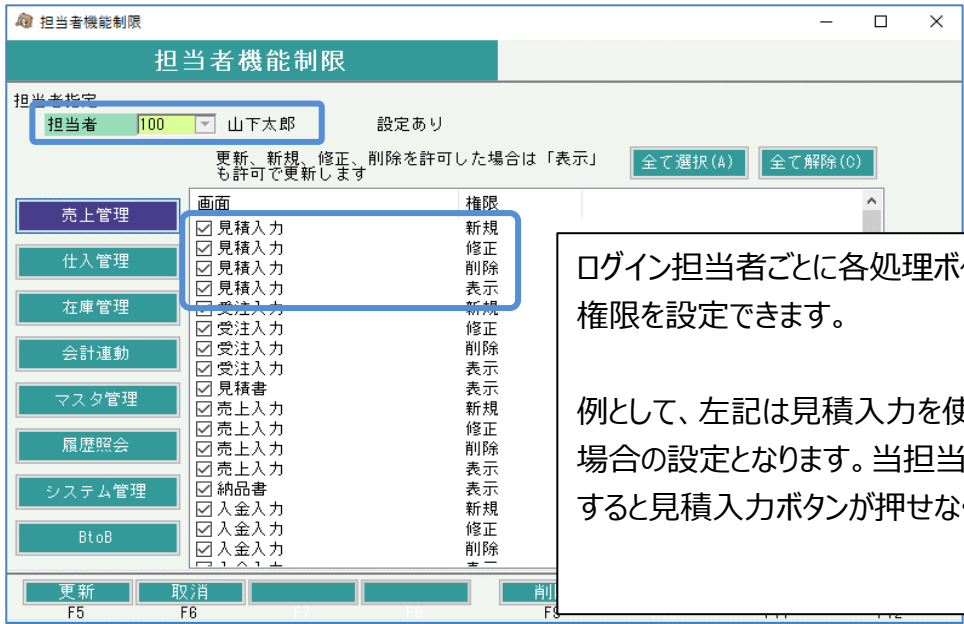 担当者機能制限
担当者機能制限
担当者指定
担当者 100 山下太郎 設定あり
更新、新規、修正、削除を許可した場合は「表示」
も許可で更新します
全て選択(A) 全て解除(C)
売上管理
仕入管理
在庫管理
会計連動
マスタ管理
履歴照会
システム管理
BtoB
画面 権限
見積入力 新規
見積入力 修正
見積入力 削除
見積入力 表示
受注入力 新規
受注入力 修正
受注入力 削除
受注入力 表示
見積書 表示
売上入力 新規
売上入力 修正
売上入力 削除
売上入力 表示
納品書 表示
入金入力 新規
入金入力 修正
入金入力 削除
ログイン担当者ごとに各処理ボ
権限を設定できます。
例として、左記は見積入力を使
場合の設定となります。当担当
すると見積入力ボタンが押せな
更新 取消 削
F5 F6 F7 F8 F9